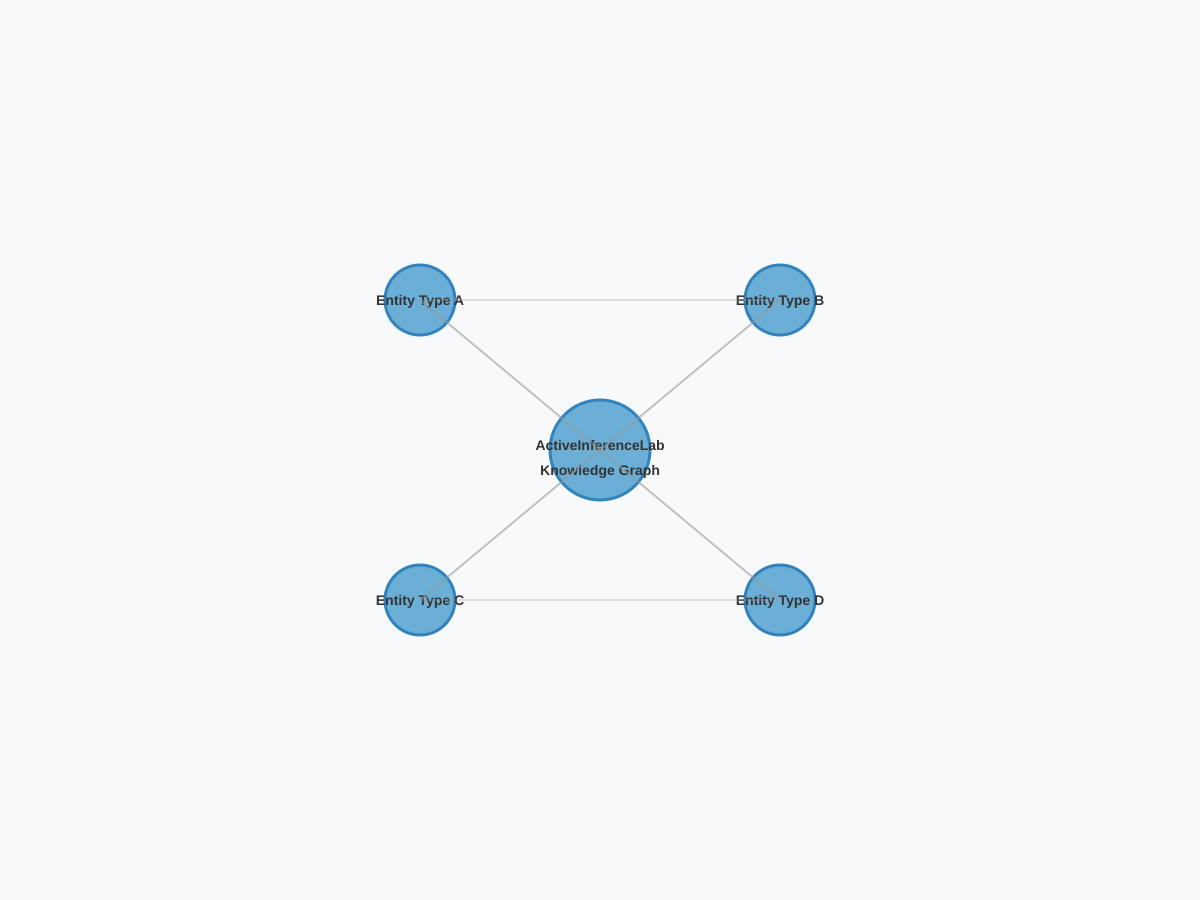 Entity Type A
Entity Type B
ActiveInferenceLab
Knowledge Graph
Entity Type C
Entity Type D